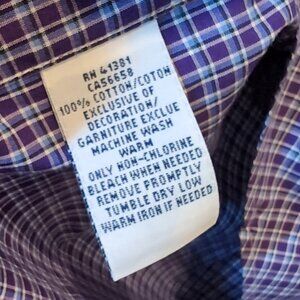 RN 41381
CA56658
100% COTTON/COTTON
EXCLUSIVE OF
DECORATION/
GARNITURE EXCLUE
MACHINE WASH
WARM
ONLY NON-CHLORINE
BLEACH WHEN NEEDED
REMOVE PROMPTLY
TUMBLE DRY LOW
WARM IRON IF NEEDED